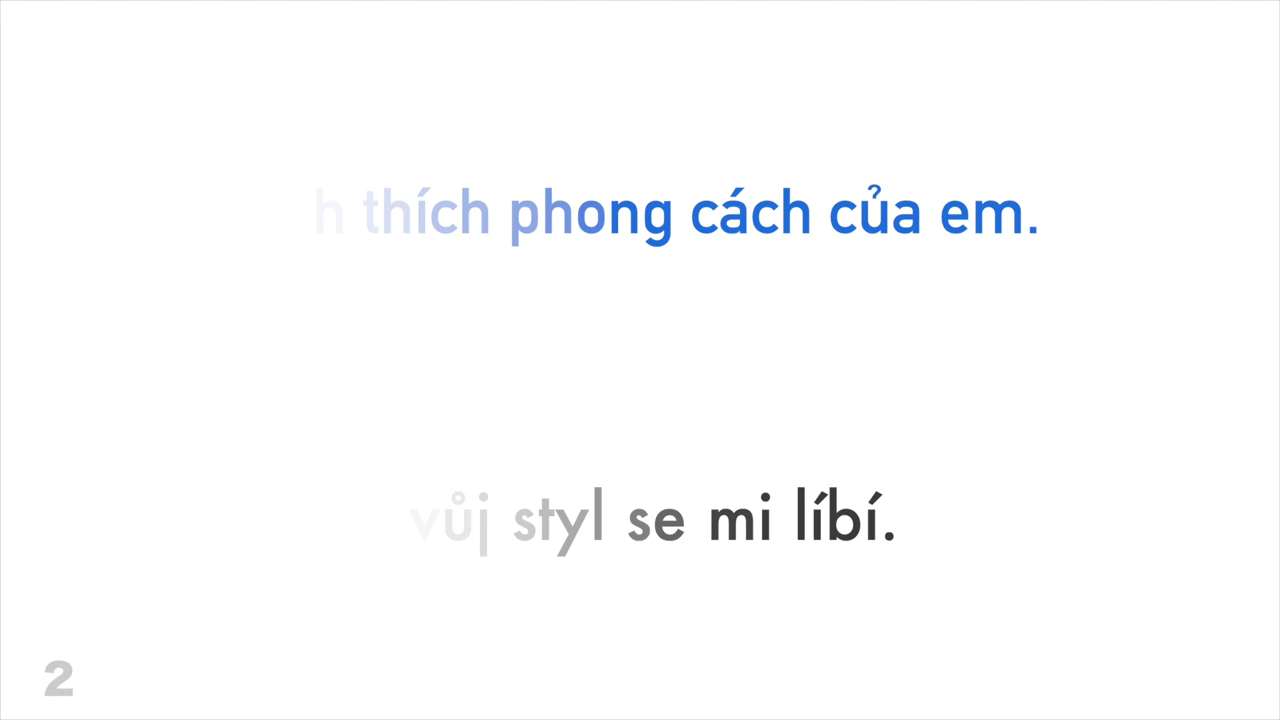 h thích phong cách của em.
vůj styl se mi líbí.
2